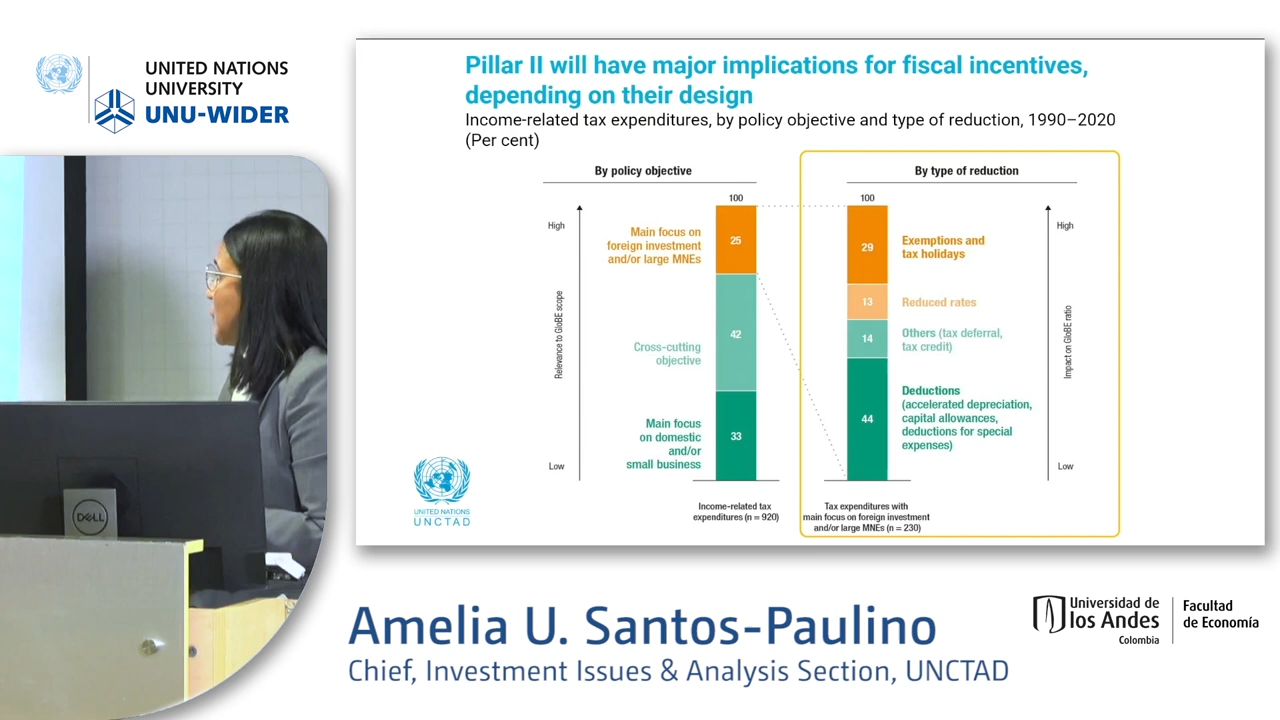 UNITED NATIONS
UNIVERSITY
UNU-WIDER
Pillar II will have major implications for fiscal incentives,
depending on their design
Income-related tax expenditures, by policy objective and type of reduction, 1990–2020
(Per cent)
By policy objective
High
Relevance to GloBE scope
Low
Main focus on
foreign investment
and/or large MNEs
Cross-cutting
objective
Main focus
on domestic
and/or
small business
100
25
42
33
Income-related tax
expenditures (n = 920)
By type of reduction
100
29
13
14
44
Exemptions and
tax holidays
Reduced rates
Others (tax deferral,
tax credit)
Deductions
(accelerated depreciation,
capital allowances,
deductions for special
expenses)
High
Impact on GloBE ratio
Low
Tax expenditures with
main focus on foreign investment
and/or large MNEs (n = 230)
UNITED NATIONS
UNCTAD
DELL
Amelia U. Santos-Paulino
Chief, Investment Issues & Analysis Section, UNCTAD
Universidad de
los Andes
Colombia
Facultad
de Economía